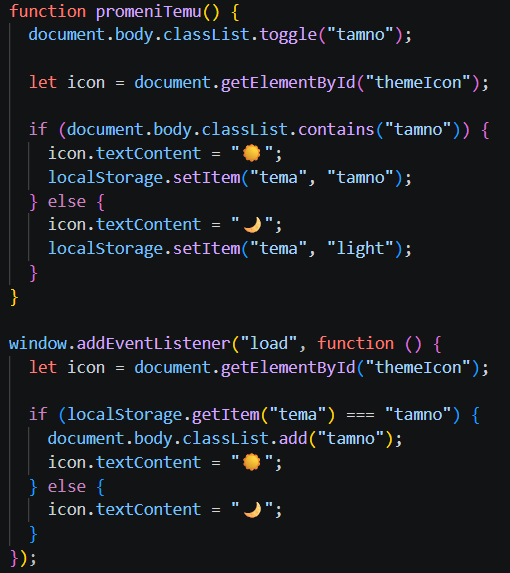 function promeniTemu() {
  document.body.classList.toggle("tamno");

  let icon = document.getElementById("themeIcon");

  if (document.body.classList.contains("tamno")) {
    icon.textContent = "☀️";
    localStorage.setItem("tema", "tamno");
  } else {
    icon.textContent = "🌙";
    localStorage.setItem("tema", "light");
  }
}

window.addEventListener("load", function () {
  let icon = document.getElementById("themeIcon");

  if (localStorage.getItem("tema") === "tamno") {
    document.body.classList.add("tamno");
    icon.textContent = "☀️";
  } else {
    icon.textContent = "🌙";
  }
});